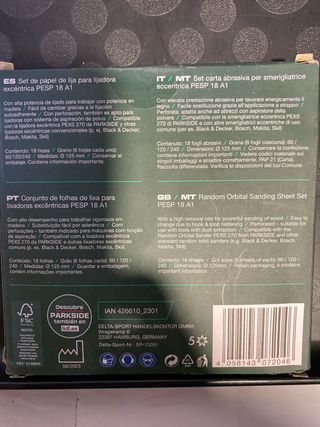 ES Set de papel de lija para lijadora
excéntrica PESP 18 A1
Con alta potencia de lijado para trabajar con potencia en
madera / Fácil de cambiar gracias a la fijación
autoadherente / Con perforación, también es apto para
lijadoras con sistema de aspiración de polvo / Compatible
con la lijadora excéntrica PEXS 270 de PARKSIDE y otras
lijadoras excéntricas convencionales (p. ej. Black & Decker,
Bosch, Makita, Skil)
Contenido: 18 hojas / Grano (6 hojas de cada uno):
60/120/240 / Medidas: Ø 125 mm / Conservar el
embalaje. Contiene indicaciones importantes.
IT / MT Set carta abrasiva per smerigliatrice
eccentrica PESP 18 A1
Con elevata prestazione abrasiva per lavorare energicamente il
legno / Facile sostituzione grazie all'applicazione a strappo /
Perforata, adatta anche ad attrezzi con aspiratore della
polvere / Compatibile con la smerigliatrice eccentrica PEXS
270 di PARKSIDE e con altre smerigliatrici eccentriche di uso
comune (per es. Black & Decker, Bosch, Makita, Skil)
Contenuto: 18 fogli abrasivi / Grana (6 fogli ciascuno): 60 /
120 / 240 / Dimensioni: Ø 125 mm / Conservare la confezione,
contiene importanti indicazioni / Vedere codici materiale sui
singoli imballaggi e smaltirli correttamente. PAP 21 (Carta).
Raccolta differenziata. Verifica le disposizioni del tuo
Comune.
PT Conjunto de folhas de lixa para
lixadoras excêntricas PESP 18 A1
Com alto desempenho para trabalhar rigorosos em
madeira / Substituição fácil por aderência / Com
perfurações – também indicado para máquinas com função
de aspiração / Compatível com a lixadora excêntrica PEXS
270 da PARKSIDE e outras lixadoras excêntricas
convencionais (p. ex. Black & Decker, Bosch, Makita, Skil)
Conteúdo: 18 folhas / Grão (6 folhas de cada): 60 / 120 /
240 / Medidas: Ø 125 mm / Guardar a embalagem,
contém informações importantes
GB / MT Random Orbital Sanding Sheet Set
PESP 18 A1
With a high removal rate for powerful sanding of wood / Easy to
change due to hook & loop fastening / Perforated – suitable for
use with tools with dust extraction / Compatible with the
Random Orbital Sander PEXS 270 from PARKSIDE and other
standard random orbit sanders (e.g. Black & Decker, Bosch,
Makita, Skil)
Contents: 18 sheets / Grit sizes (6 sheets of each): 60 /
120 / 240 / Dimensions: Ø 125 mm / Retain packaging, it contains
important information
FSC
Descubre
PARKSIDE
también en
lidl.es
08/2023
IAN 426610_2301
DELTA-SPORT HANDELSKONTOR GMBH
Wragekamp 6
22397 HAMBURG, GERMANY
Delta-Sport-Nr.: SP-13051
5
4 058143 072046